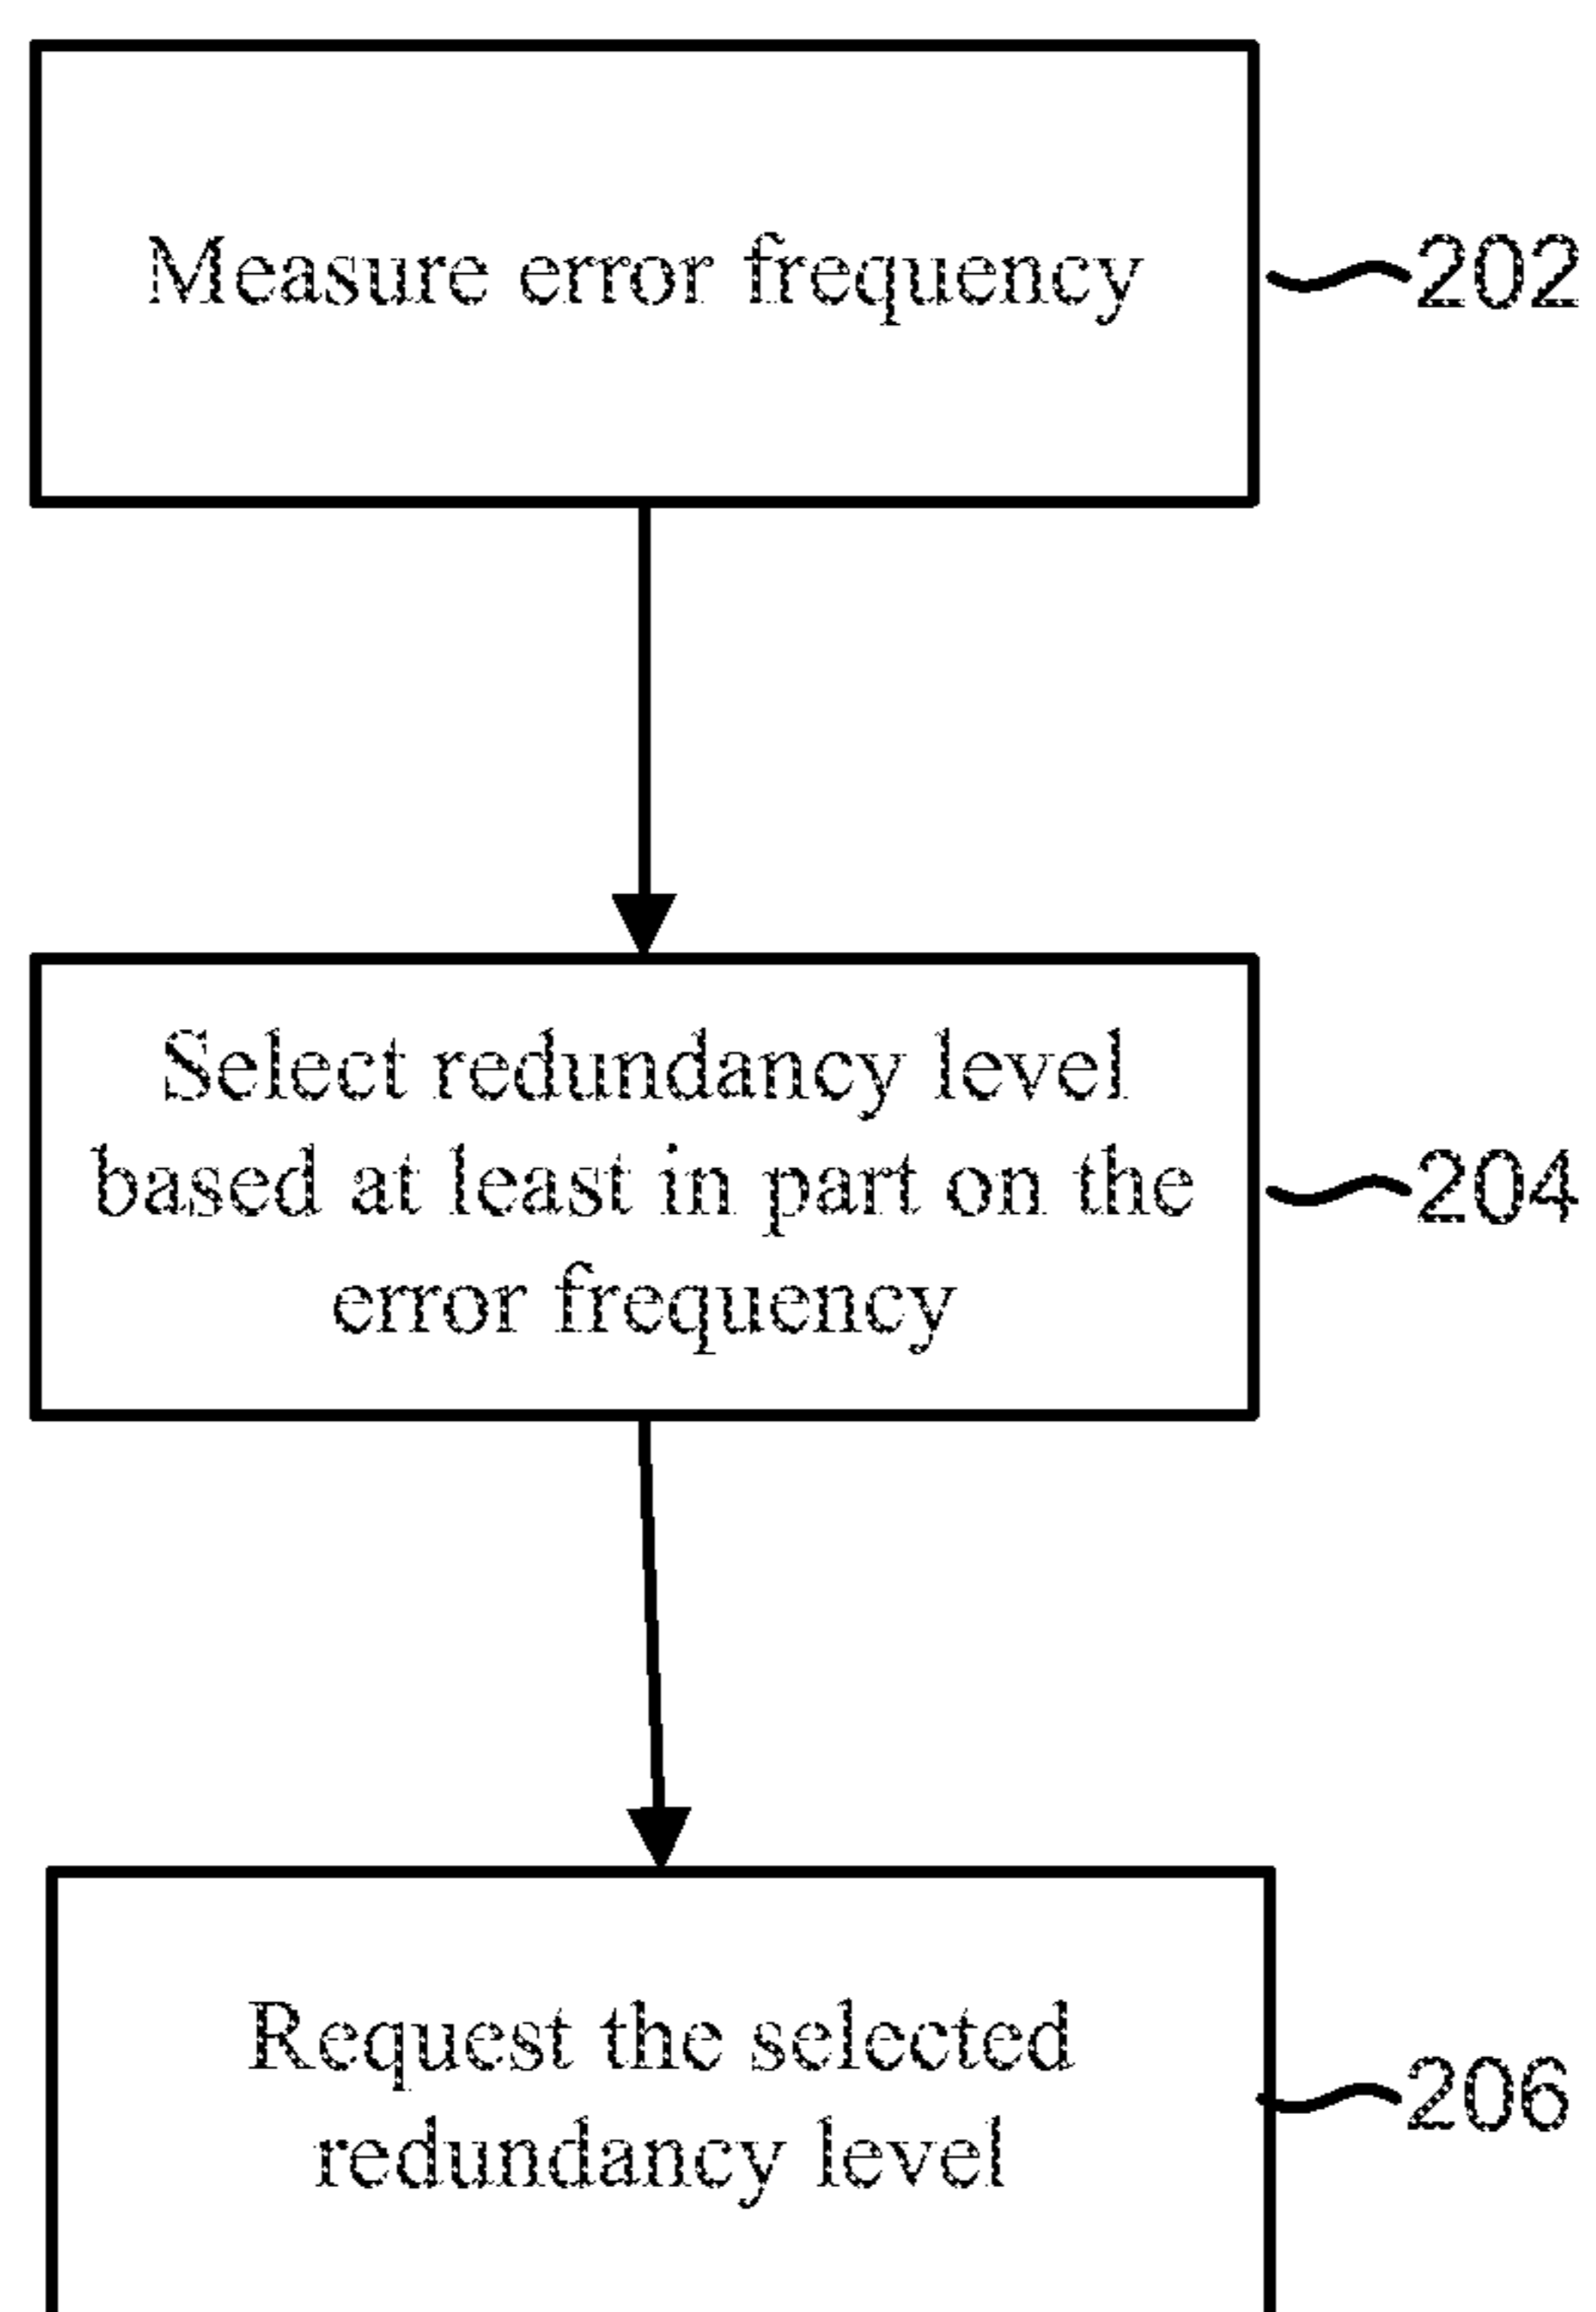 Measure error frequency
202
Select redundancy level
based at least in part on the
error frequency
204
Request the selected
redundancy level
206